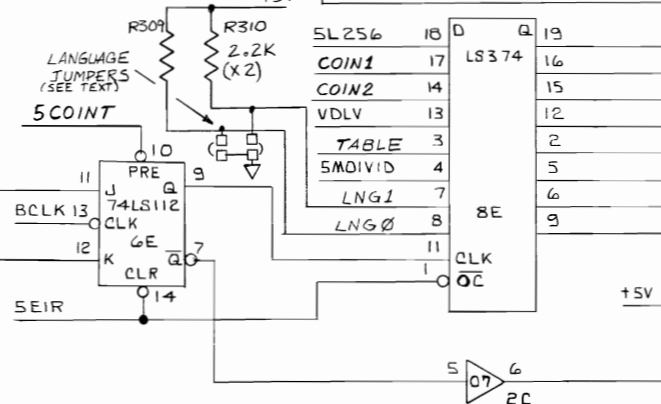 R309 R310
2.2K
(X2)
LANGUAGE
JUMPERS
(SEE TEXT)
5COINT
5L256 18 D Q 19
LS374
COIN1 17 16
COIN2 14 15
VDLV 13 12
TABLE 3 2
5MDIVID 4 5
LNG1 7 6
8E
LNGØ 8 9
11 CLK
1 OC
10
PRE
11 J Q 9
74LS112
BCLK 13 CLK
6E
12 K Q 7
CLR
14
5EIR
+5V
5 07 6
2C